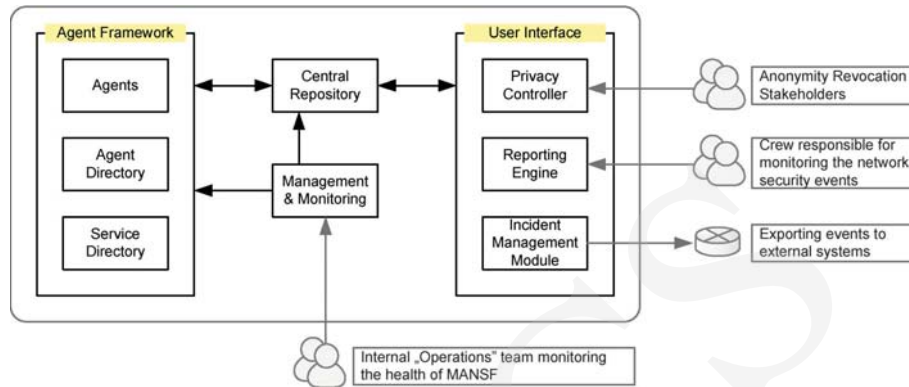 Agent Framework
Agents
Agent
Directory
Service
Directory
Central
Repository
Management
& Monitoring
User Interface
Privacy
Controller
Reporting
Engine
Incident
Management
Module
Anonymity Revocation
Stakeholders
Crew responsible for
monitoring the network
security events
Exporting events to
external systems
Internal „Operations” team monitoring
the health of MANSF
CS